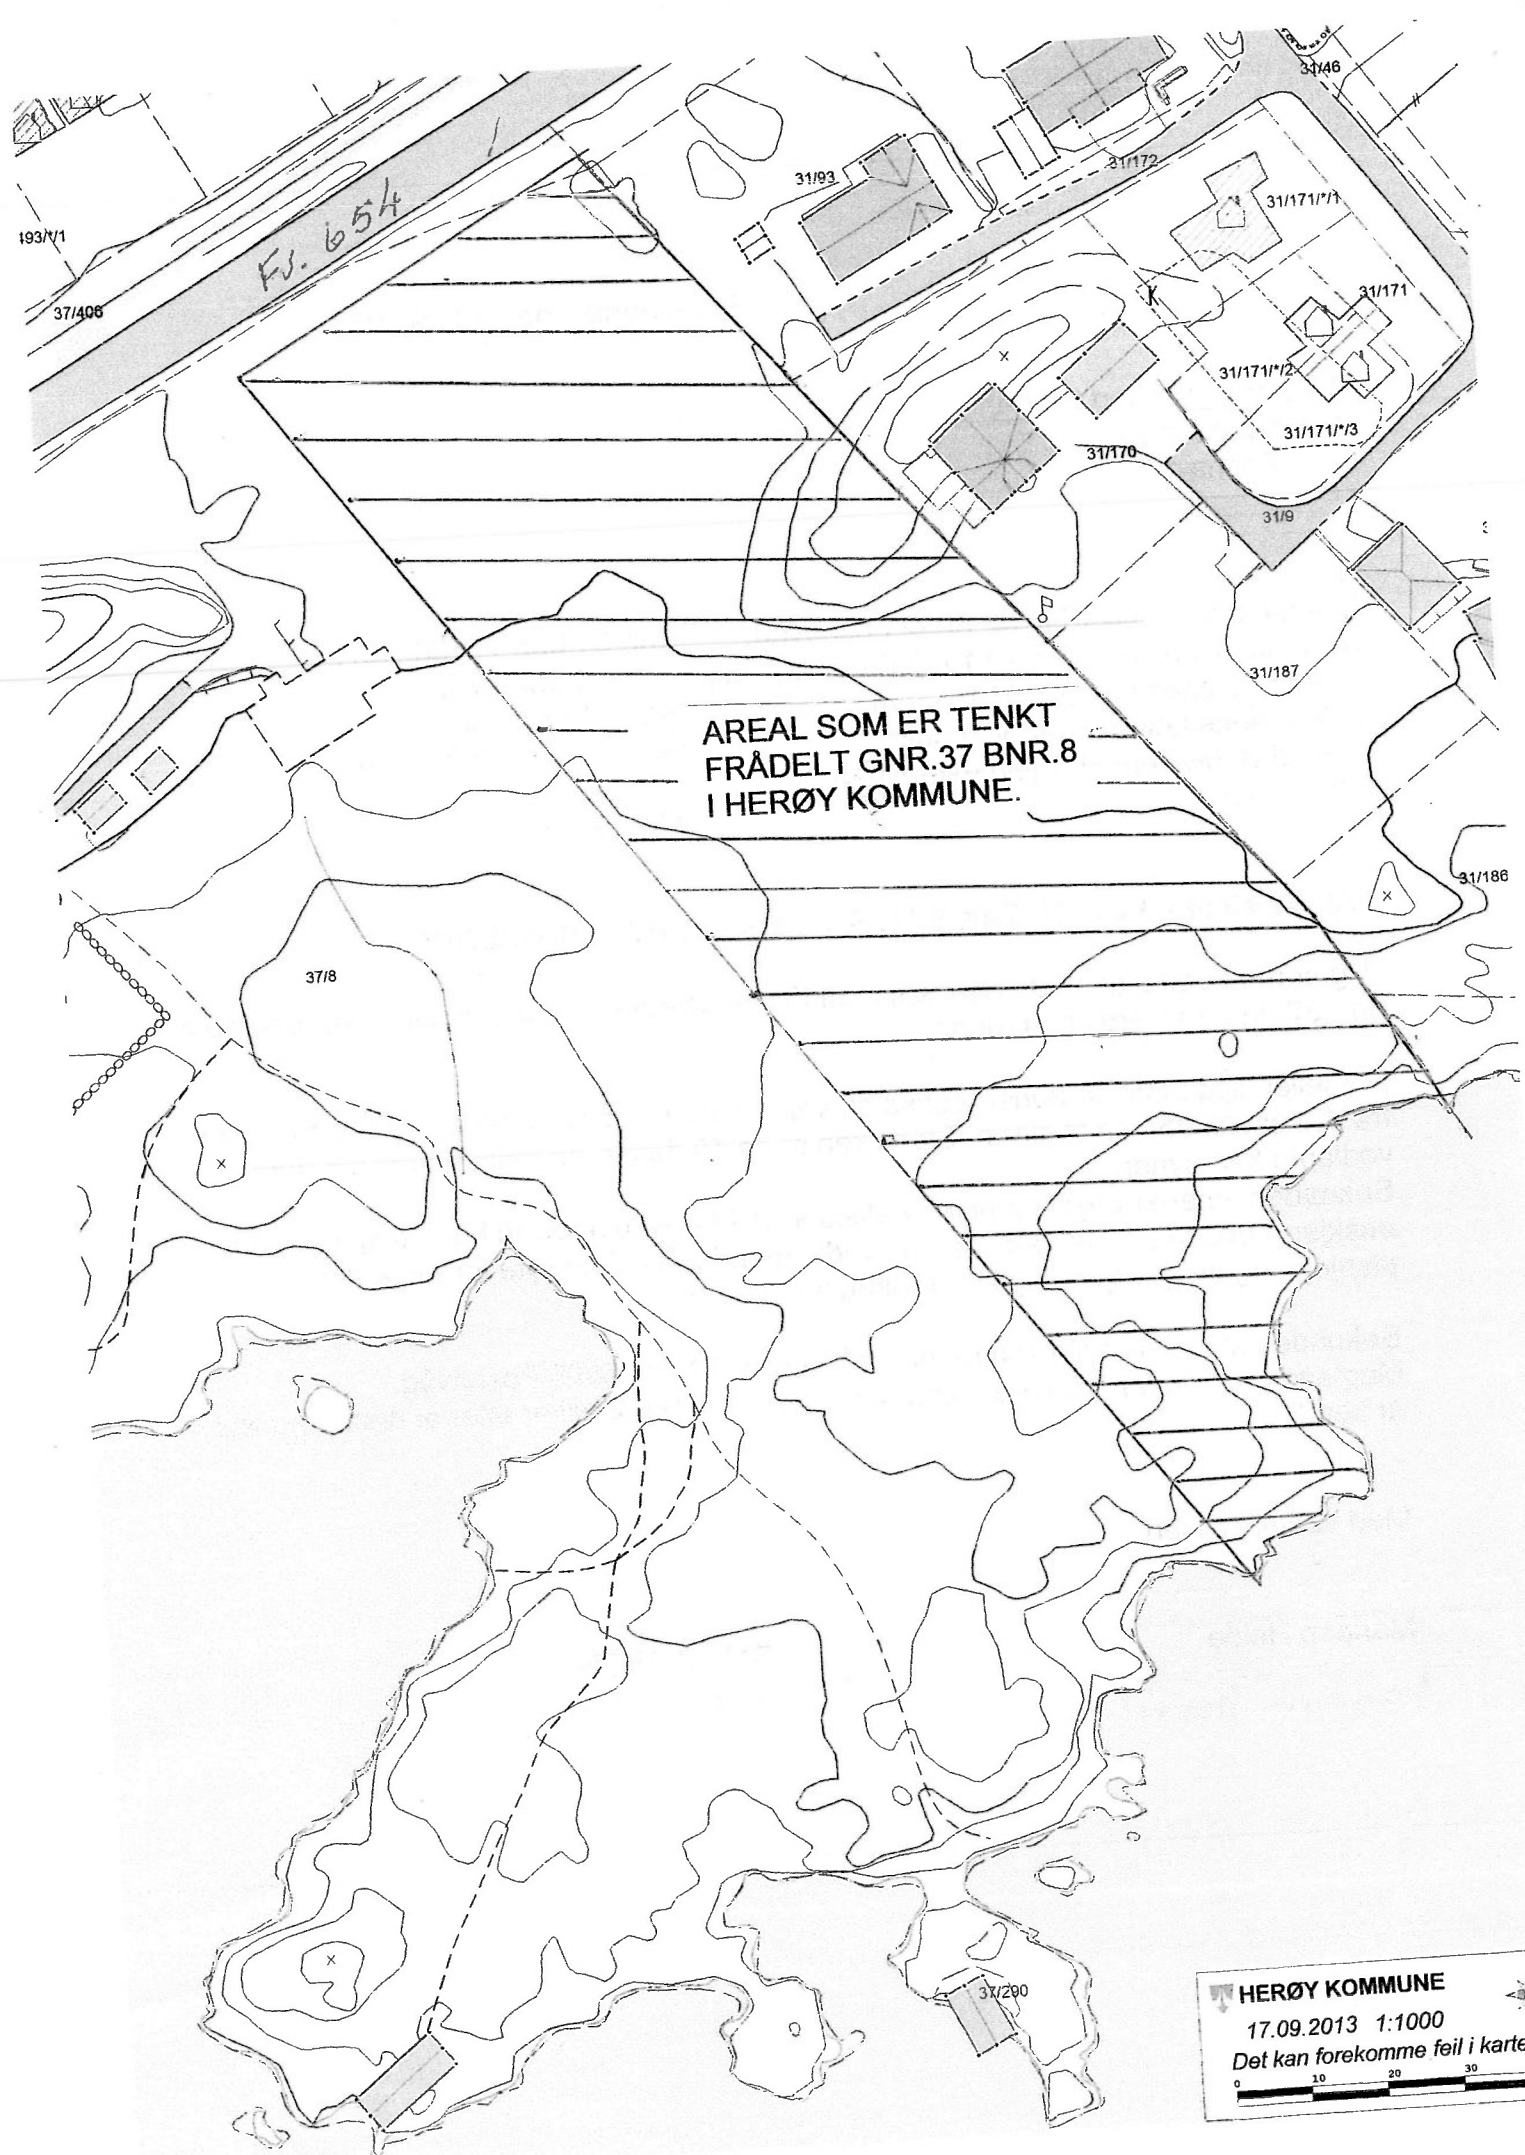 31/46
31/172
31/93
31/171/*/1
Fv. 654
493/*/1
31/171
37/406
31/171/*/2
31/171/*/3
31/170
31/9
31/187
AREAL SOM ER TENKT
FRÅDELT GNR.37 BNR.8
I HERØY KOMMUNE.
31/186
37/8
37/290
HERØY KOMMUNE
17.09.2013 1:1000
Det kan forekomme feil i karte
0 10 20 30